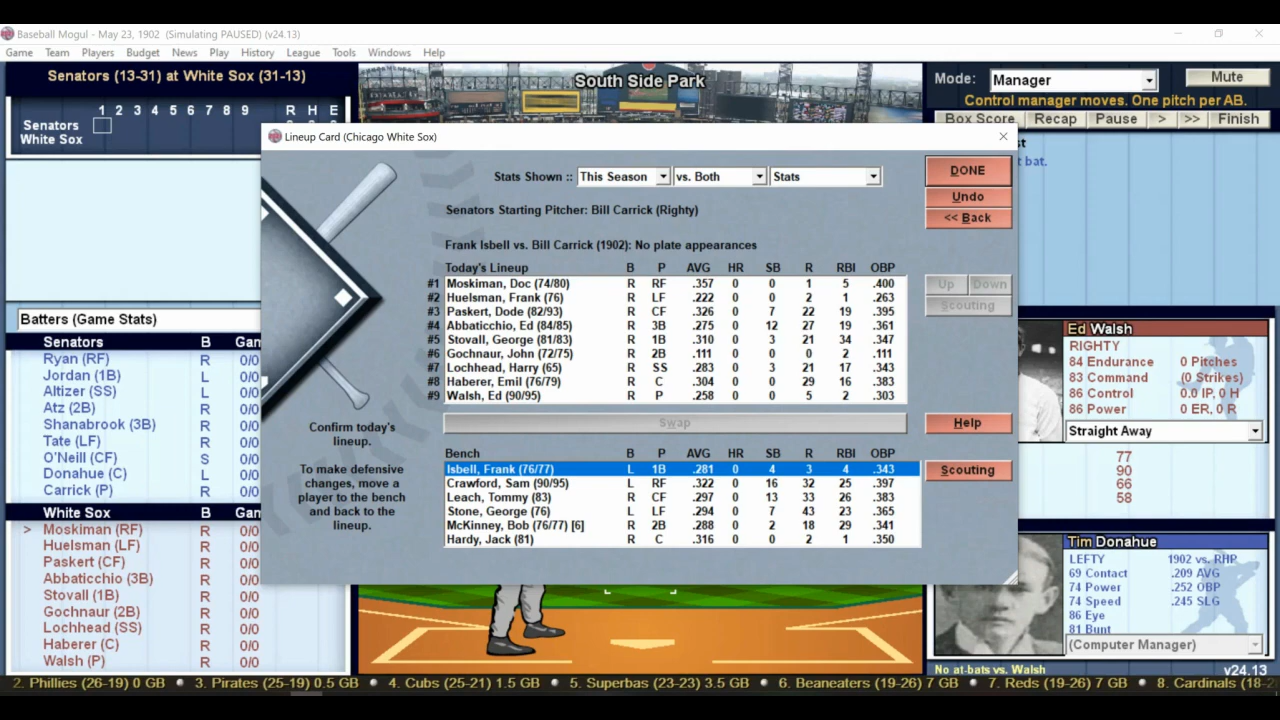 Baseball Mogul - May 23, 1902 (Simulating PAUSED) (v24.13)
Game Team Players Budget News Play History League Tools Windows Help
Senators (13-31) at White Sox (31-13)
South Side Park
Mode: Manager Mute
Control manager moves. One pitch per AB.
1 2 3 4 5 6 7 8 9 R H E
Senators
White Sox
Box Score Recap Pause > >> Finish
Lineup Card (Chicago White Sox)
Stats Shown :: This Season vs. Both Stats
DONE
Undo
<< Back
Senators Starting Pitcher: Bill Carrick (Righty)
Frank Isbell vs. Bill Carrick (1902): No plate appearances
Today's Lineup B P AVG HR SB R RBI OBP
#1 Moskiman, Doc (74/80) R RF .357 0 0 1 5 .400
#2 Huelsman, Frank (76) R LF .222 0 0 2 1 .263
#3 Paskert, Dode (82/93) R CF .326 0 7 22 19 .395
#4 Abbaticchio, Ed (84/85) R 3B .275 0 12 27 19 .361
#5 Stovall, George (81/83) R 1B .310 0 3 21 34 .347
#6 Gochnaur, John (72/75) R 2B .111 0 0 0 2 .111
#7 Lochhead, Harry (65) R SS .283 0 3 21 17 .343
#8 Haberer, Emil (76/79) R C .304 0 0 29 16 .383
#9 Walsh, Ed (90/95) R P .258 0 0 5 2 .303
Up Down
Scouting
Swap
Help
Confirm today's
lineup.
To make defensive
changes, move a
player to the bench
and back to the
lineup.
Bench B P AVG HR SB R RBI OBP
Isbell, Frank (76/77) L 1B .281 0 4 3 4 .343
Crawford, Sam (90/95) L RF .322 0 16 32 25 .397
Leach, Tommy (83) R CF .297 0 13 33 26 .383
Stone, George (76) L LF .294 0 7 43 23 .365
McKinney, Bob (76/77) [6] R 2B .288 0 2 18 29 .341
Hardy, Jack (81) R C .316 0 0 2 1 .350
Scouting
st
t bat.
Batters (Game Stats)
Senators B Gam
Ryan (RF) R 0/0
Jordan (1B) L 0/0
Altizer (SS) L 0/0
Atz (2B) R 0/0
Shanabrook (3B) R 0/0
Tate (LF) L 0/0
O'Neill (CF) S 0/0
Donahue (C) L 0/0
Carrick (P) R 0/0
White Sox B Gam
> Moskiman (RF) R 0/0
Huelsman (LF) R 0/0
Paskert (CF) R 0/0
Abbaticchio (3B) R 0/0
Stovall (1B) R 0/0
Gochnaur (2B) R 0/0
Lochhead (SS) R 0/0
Haberer (C) R 0/0
Walsh (P) R 0/0
Ed Walsh
RIGHTY
84 Endurance 0 Pitches
83 Command (0 Strikes)
86 Control 0.0 IP, 0 H
86 Power 0 ER, 0 R
Straight Away
77
90
66
58
Tim Donahue
LEFTY 1902 vs. RHP
69 Contact .209 AVG
74 Power .252 OBP
74 Speed .245 SLG
86 Eye
81 Bunt
(Computer Manager)
No at-bats vs. Walsh v24.13
2. Phillies (26-19) 0 GB • 3. Pirates (25-19) 0.5 GB • 4. Cubs (25-21) 1.5 GB • 5. Superbas (23-23) 3.5 GB • 6. Beaneaters (19-26) 7 GB • 7. Reds (19-26) 7 GB • 8. Cardinals (18-2